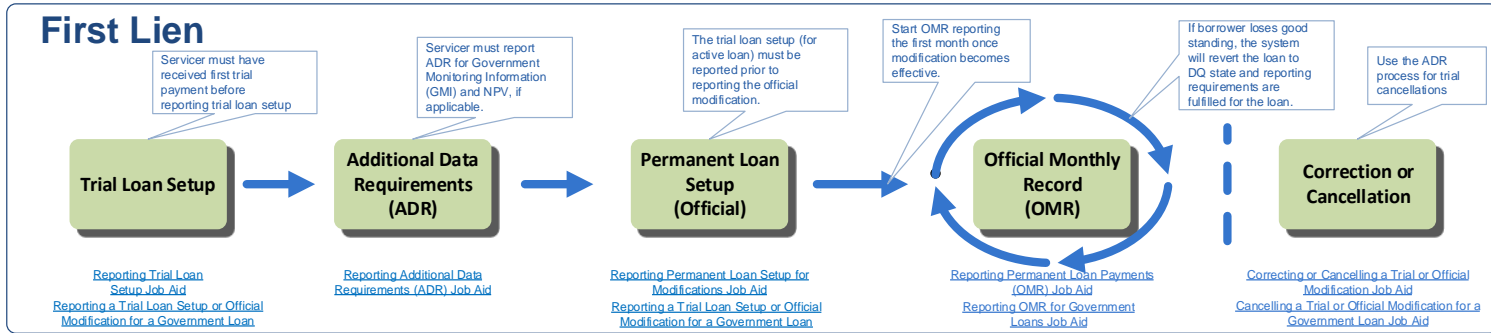 First Lien
Servicer must have
received first trial
payment before
reporting trial loan setup
Servicer must report
ADR for Government
Monitoring Information
(GMI) and NPV, if
applicable.
The trial loan setup (for
active loan) must be
reported prior to
reporting the official
modification.
Start OMR reporting
the first month once
modification becomes
effective.
If borrower loses good
standing, the system
will revert the loan to
DQ state and reporting
requirements are
fulfilled for the loan.
Use the ADR
process for trial
cancellations
Trial Loan Setup
Additional Data
Requirements
(ADR)
Permanent Loan
Setup
(Official)
Official Monthly
Record
(OMR)
Correction or
Cancellation
Reporting Trial Loan
Setup Job Aid
Reporting a Trial Loan Setup or Official
Modification for a Government Loan
Reporting Additional Data
Requirements (ADR) Job Aid
Reporting Permanent Loan Setup for
Modifications Job Aid
Reporting a Trial Loan Setup or Official
Modification for a Government Loan
Reporting Permanent Loan Payments
(OMR) Job Aid
Reporting OMR for Government
Loans Job Aid
Correcting or Cancelling a Trial or Official
Modification Job Aid
Cancelling a Trial or Official Modification for a
Government Loan Job Aid